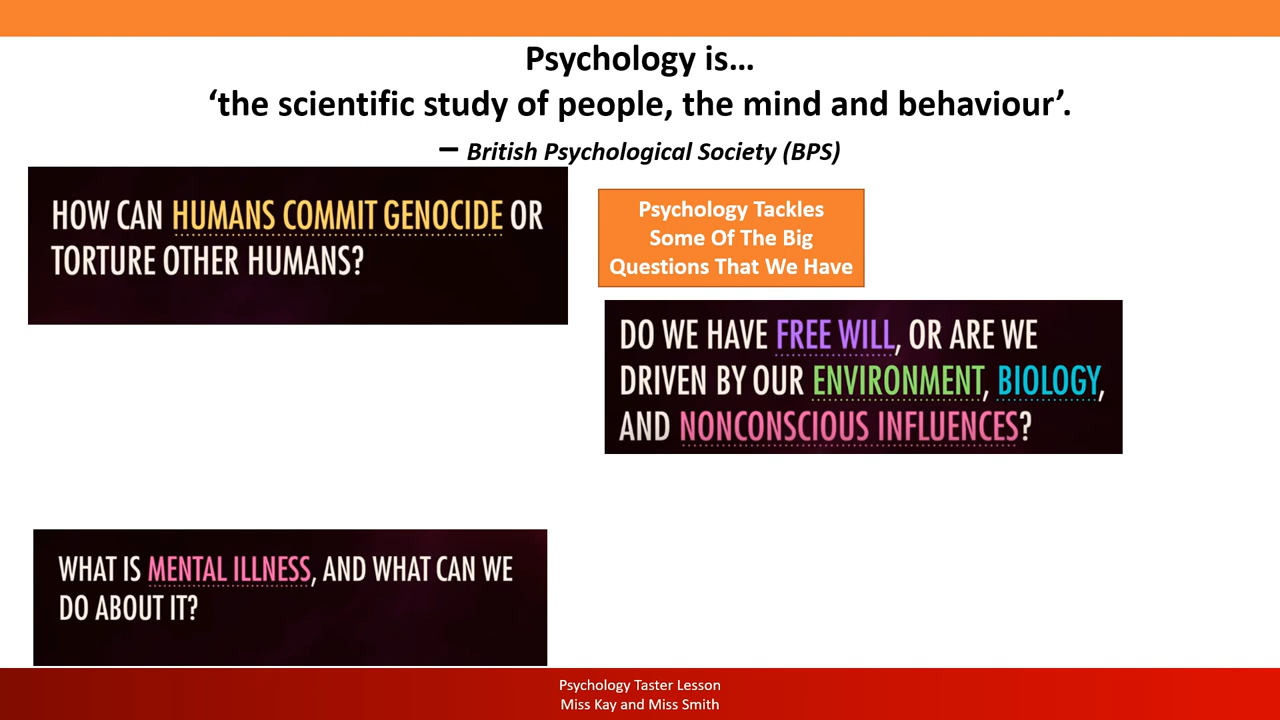 Psychology is…
‘the scientific study of people, the mind and behaviour’.
– British Psychological Society (BPS)
HOW CAN HUMANS COMMIT GENOCIDE OR
TORTURE OTHER HUMANS?
Psychology Tackles
Some Of The Big
Questions That We Have
DO WE HAVE FREE WILL, OR ARE WE
DRIVEN BY OUR ENVIRONMENT, BIOLOGY,
AND NONCONSCIOUS INFLUENCES?
WHAT IS MENTAL ILLNESS, AND WHAT CAN WE
DO ABOUT IT?
Psychology Taster Lesson
Miss Kay and Miss Smith